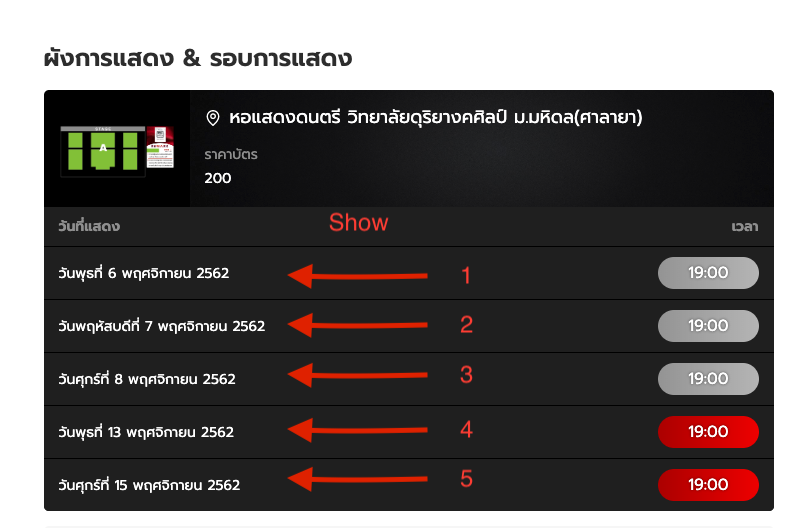 ผังการแสดง & รอบการแสดง
หอแสดงดนตรี วิทยาลัยดุริยางคศิลป์ ม.มหิดล(ศาลายา)
STAGE
A
ราคาบัตร
200
วันที่แสดง Show เวลา
วันพุธที่ 6 พฤศจิกายน 2562 1 19:00
วันพฤหัสบดีที่ 7 พฤศจิกายน 2562 2 19:00
วันศุกร์ที่ 8 พฤศจิกายน 2562 3 19:00
วันพุธที่ 13 พฤศจิกายน 2562 4 19:00
วันศุกร์ที่ 15 พฤศจิกายน 2562 5 19:00